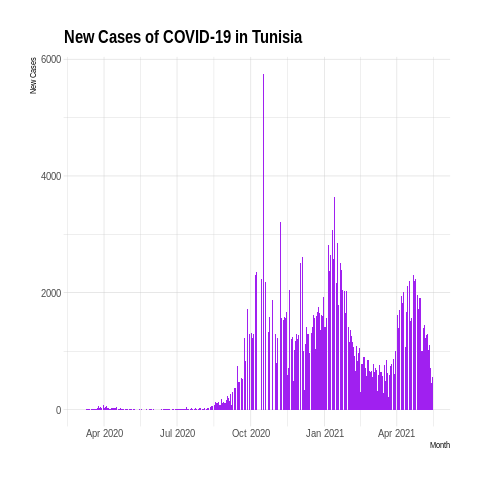 New Cases of COVID-19 in Tunisia
New Cases
6000
4000
2000
0
Apr 2020 Jul 2020 Oct 2020 Jan 2021 Apr 2021
Month